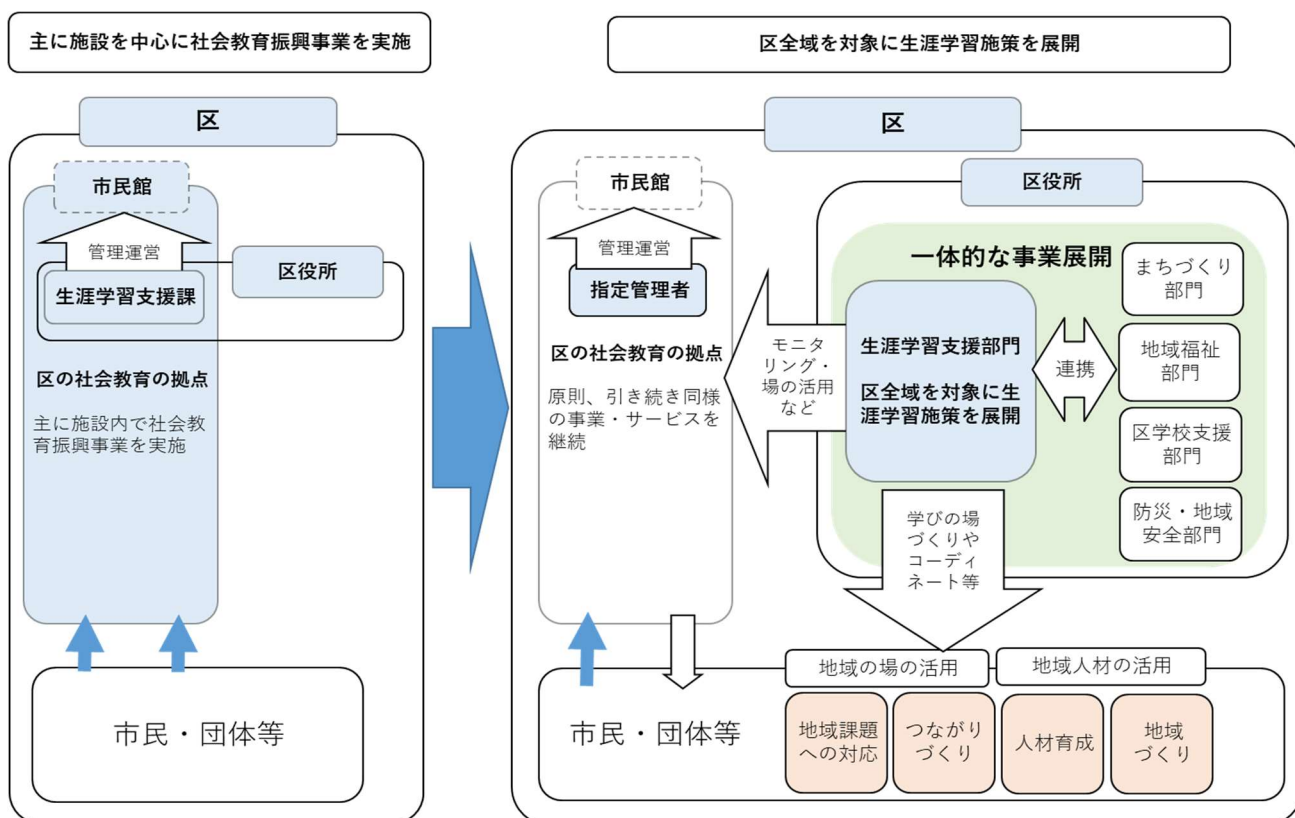 主に施設を中心に社会教育振興事業を実施
区
市民館
管理運営
生涯学習支援課
区役所
区の社会教育の拠点
主に施設内で社会教
育振興事業を実施
市民・団体等
区全域を対象に生涯学習施策を展開
区
市民館
管理運営
指定管理者
区の社会教育の拠点
原則、引き続き同様
の事業・サービスを
継続
モニタ
リング・
場の活用
など
区役所
一体的な事業展開
生涯学習支援部門
区全域を対象に生
涯学習施策を展開
連携
まちづくり
部門
地域福祉
部門
区学校支援
部門
防災・地域
安全部門
学びの場
づくりや
コーディ
ネート等
市民・団体等
地域の場の活用
地域人材の活用
地域課題
への対応
つながり
づくり
人材育成
地域
づくり